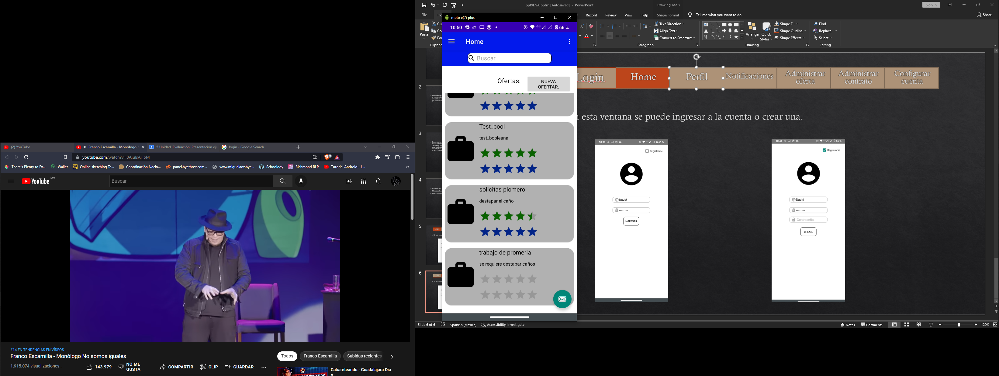 (2) YouTube
Franco Escamilla - Monólogo
5 Unidad. Evaluación. Presentación eje
login - Google Search
youtube.com/watch?v=8AiulsAi_bM
There's Plenty to Ex...
Wallet
Online sketching Te...
Coordinación Nacio...
panel.byethost.com...
www.miguelaoz.bye...
Schoology
Richmond RLP
Tutorial Android - L...
»
YouTube MX
Buscar
#14 EN TENDENCIAS EN VÍDEOS
Franco Escamilla - Monólogo No somos iguales
1.915.074 visualizaciones
143.979
NO ME
GUSTA
COMPARTIR
CLIP
GUARDAR
...
Todos
Franco Escamilla
Subidas recientes
Cabareteando.- Guadalajara Día
3
moto e(7) plus
10:50
4G
66 %
Home
Buscar.
Ofertas:
NUEVA
OFERTAR.
Test_bool
test_booleana
solicitas plomero
destapar el caño
trabajo de promeria
se requiere destapar caños
ppt9D9A.pptm [Autosaved] - PowerPoint
Drawing Tools
Sign in
File
Ho
Record
Review
View
Help
Shape Format
Tell me what you want to do
Share
Paste
Cu
Co
For
Clipboa
Text Direction
Align Text
Convert to SmartArt
Paragraph
Arrange
Quick
Styles
Shape Fill
Shape Outline
Shape Effects
Drawing
Find
Replace
Select
Editing
2
3
4
5
6
Login
Home
Perfil
Notificaciones
Administrar
oferta
Administrar
contrato
Configurar
cuenta
n esta ventana se puede ingresar a la cuenta o crear una.
10:39
65 %
Registrarse
David
INGRESAR.
10:41
65 %
Registrarse
David
Contraseña.
CREAR.
Slide 6 of 6
Spanish (Mexico)
Accessibility: Investigate
Notes
Comments
120%